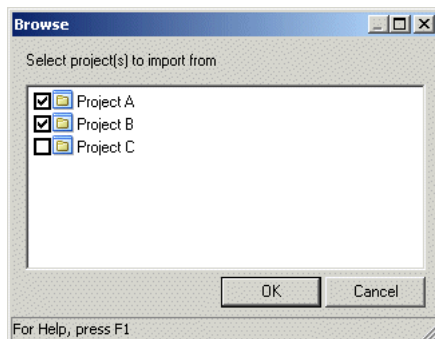 Browse
Select project(s) to import from
Project A
Project B
Project C
OK Cancel
For Help, press F1